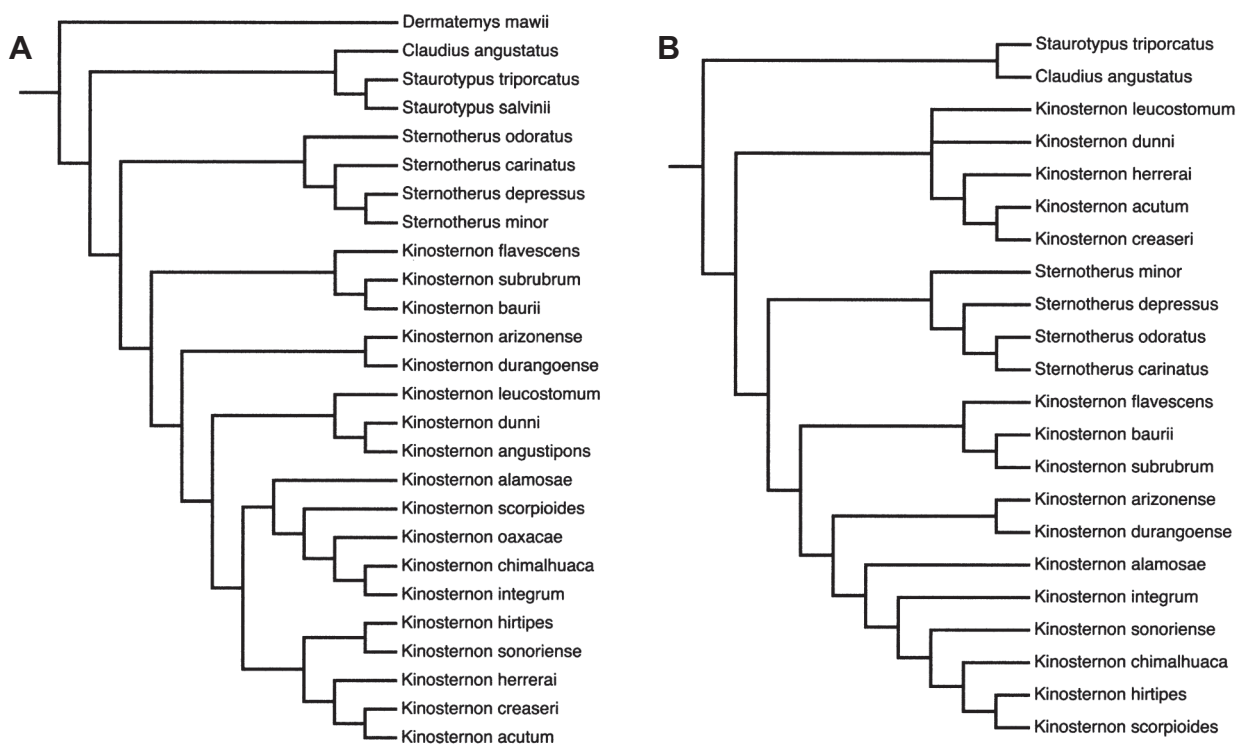 A
Dermatemys mawii
Claudius angustatus
Staurotypus triporcatus
Staurotypus salvinii
Sternotherus odoratus
Sternotherus carinatus
Sternotherus depressus
Sternotherus minor
Kinosternon flavescens
Kinosternon subrubrum
Kinosternon baurii
Kinosternon arizonense
Kinosternon durangoense
Kinosternon leucostomum
Kinosternon dunni
Kinosternon angustipons
Kinosternon alamosae
Kinosternon scorpioides
Kinosternon oaxacae
Kinosternon chimalhuaca
Kinosternon integrum
Kinosternon hirtipes
Kinosternon sonoriense
Kinosternon herrerai
Kinosternon creaseri
Kinosternon acutum
B
Staurotypus triporcatus
Claudius angustatus
Kinosternon leucostomum
Kinosternon dunni
Kinosternon herrerai
Kinosternon acutum
Kinosternon creaseri
Sternotherus minor
Sternotherus depressus
Sternotherus odoratus
Sternotherus carinatus
Kinosternon flavescens
Kinosternon baurii
Kinosternon subrubrum
Kinosternon arizonense
Kinosternon durangoense
Kinosternon alamosae
Kinosternon integrum
Kinosternon sonoriense
Kinosternon chimalhuaca
Kinosternon hirtipes
Kinosternon scorpioides